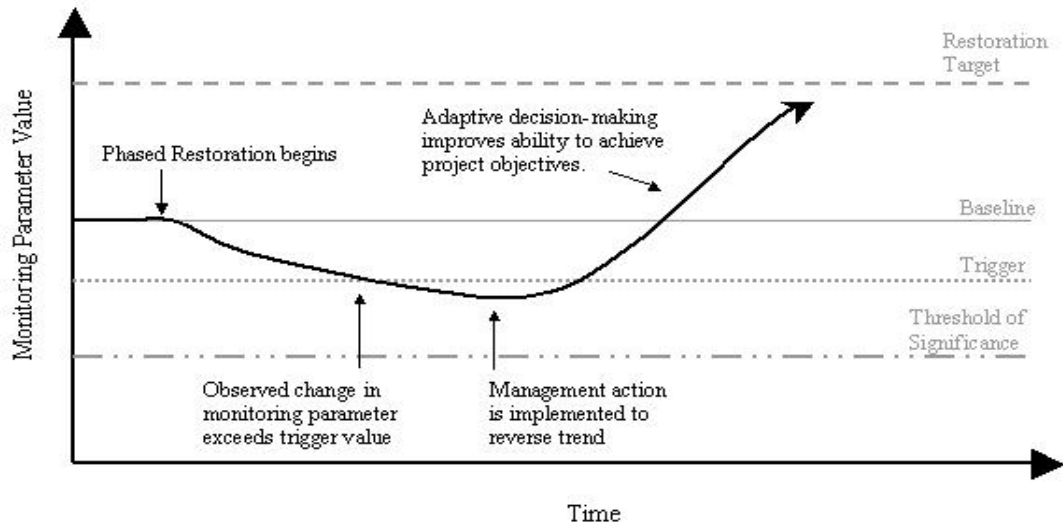 Monitoring Parameter Value
Restoration
Target
Adaptive decision-making
improves ability to achieve
project objectives.
Phased Restoration begins
Baseline
Trigger
Threshold of
Significance
Observed change in
monitoring parameter
exceeds trigger value
Management action
is implemented to
reverse trend
Time